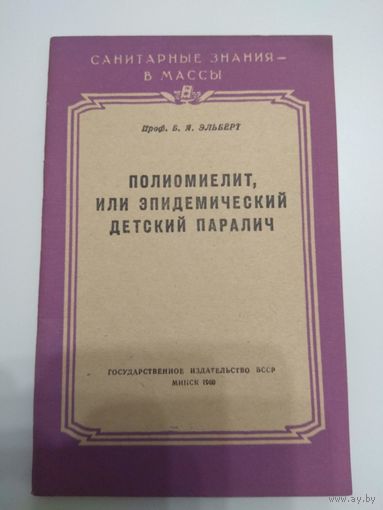 САНИТАРНЫЕ ЗНАНИЯ —
В МАССЫ
Проф. Б. Я. ЭЛЬБЕРТ
ПОЛИОМИЕЛИТ,
ИЛИ ЭПИДЕМИЧЕСКИЙ
ДЕТСКИЙ ПАРАЛИЧ
ГОСУДАРСТВЕННОЕ ИЗДАТЕЛЬСТВО БССР
МИНСК 1960
www.ay.by